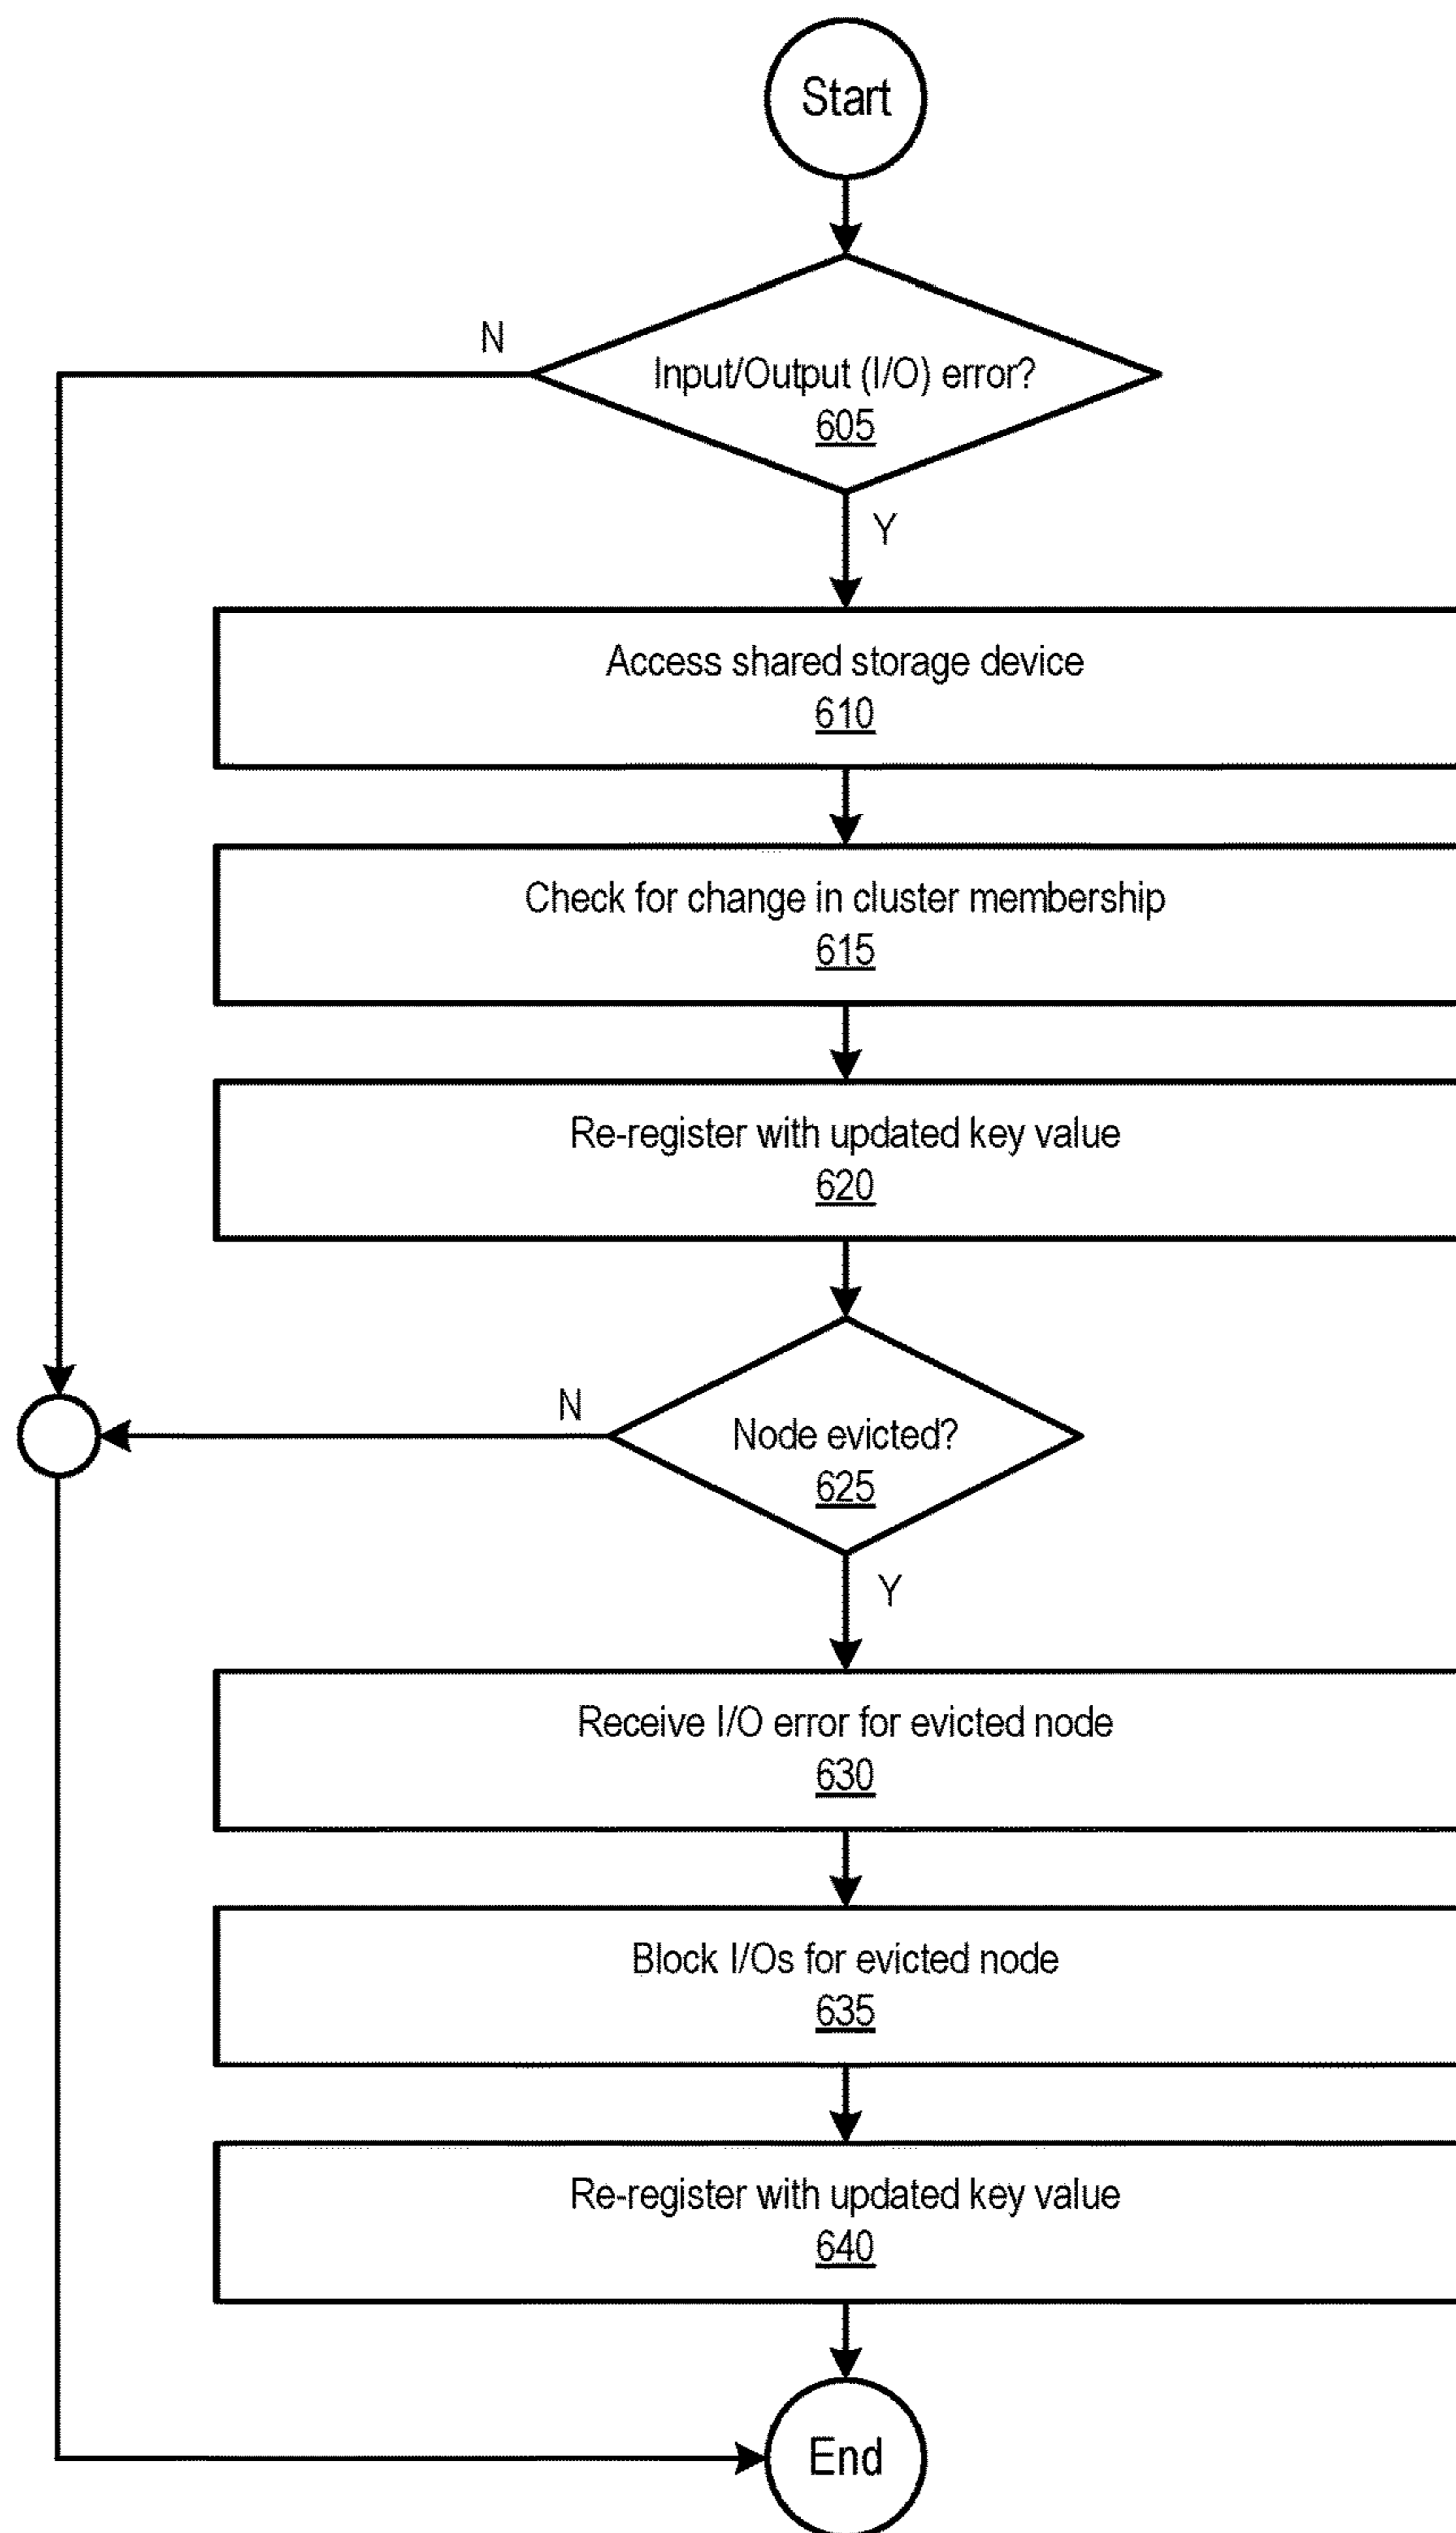 Start
N
Input/Output (I/O) error?
605
Y
Access shared storage device
610
Check for change in cluster membership
615
Re-register with updated key value
620
N
Node evicted?
625
Y
Receive I/O error for evicted node
630
Block I/Os for evicted node
635
Re-register with updated key value
640
End